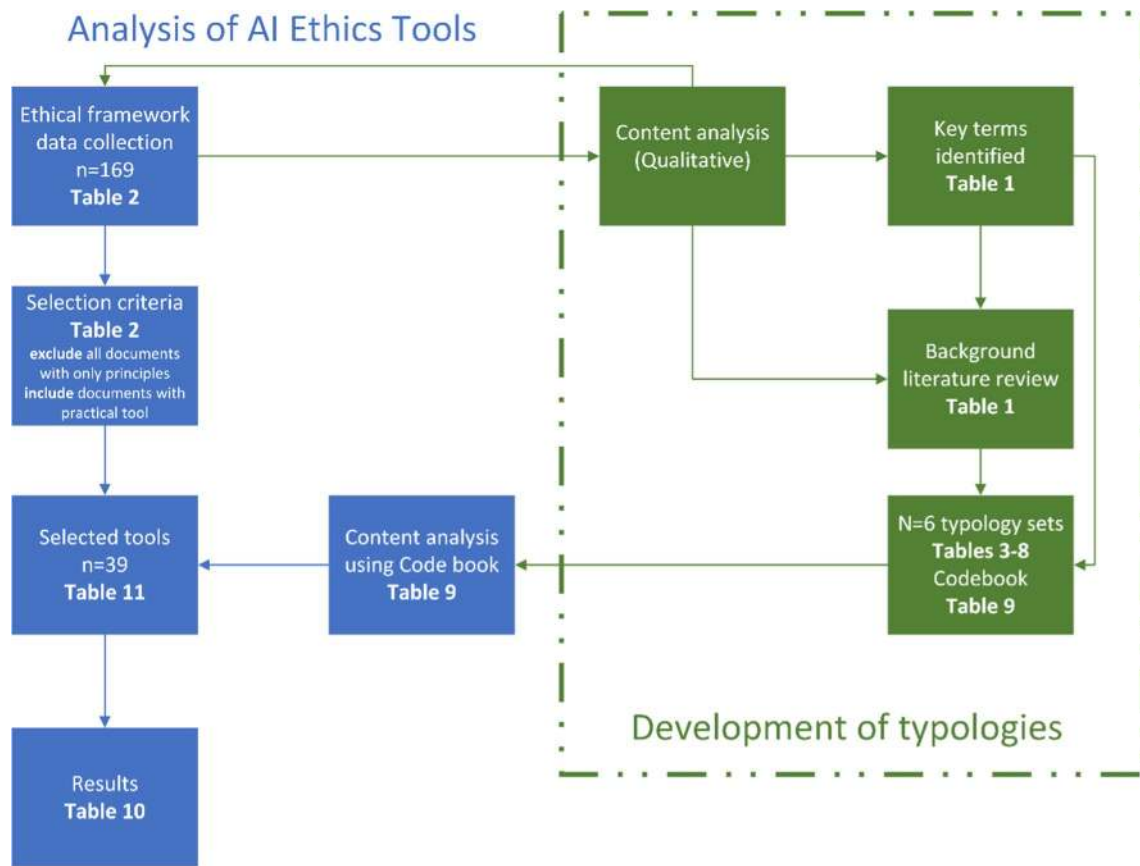 Analysis of AI Ethics Tools
Ethical framework
data collection
n=169
Table 2
Content analysis
(Qualitative)
Key terms
identified
Table 1
Selection criteria
Table 2
exclude all documents
with only principles
include documents with
practical tool
Background
literature review
Table 1
Selected tools
n=39
Table 11
Content analysis
using Code book
Table 9
N=6 typology sets
Tables 3-8
Codebook
Table 9
Development of typologies
Results
Table 10